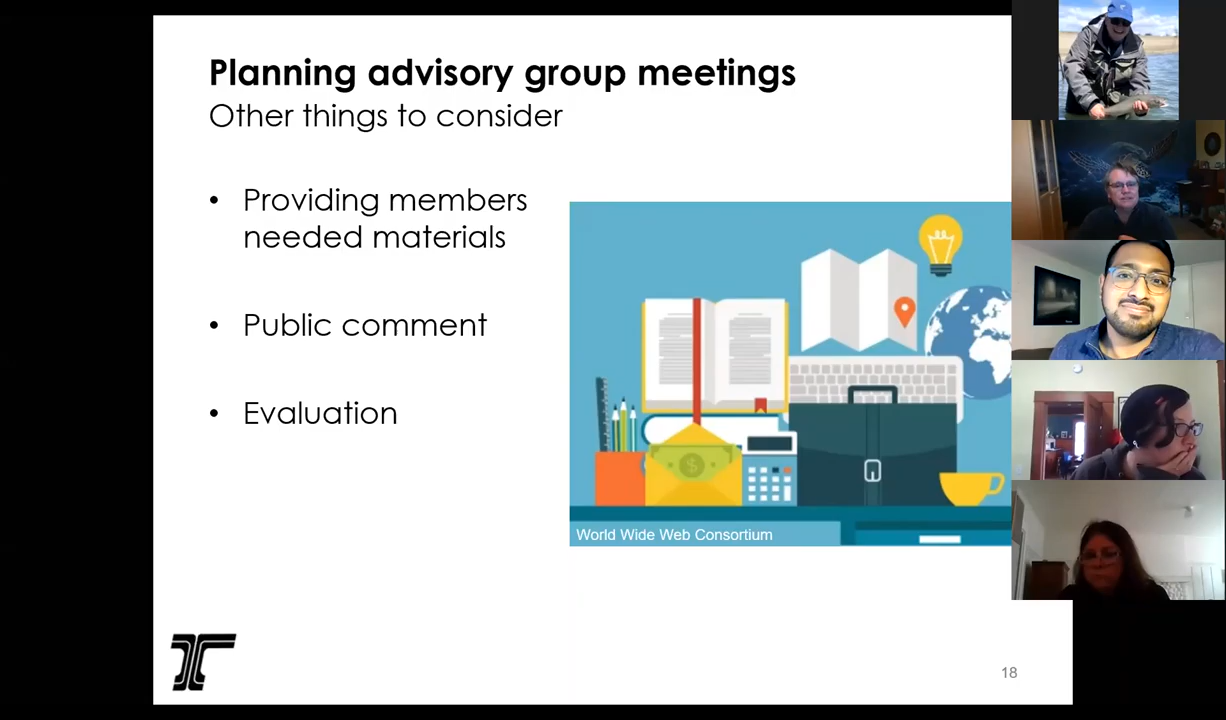 Planning advisory group meetings
Other things to consider
• Providing members
needed materials
• Public comment
• Evaluation
World Wide Web Consortium
18